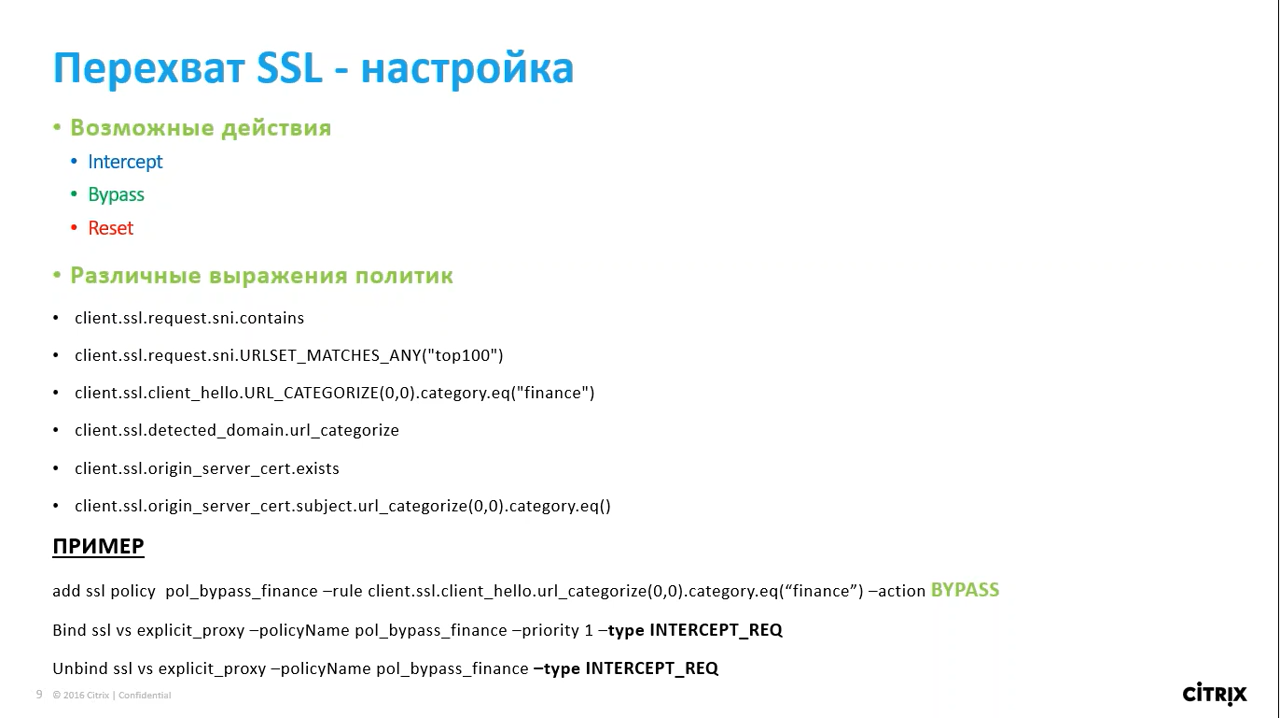 Перехват SSL - настройка
• Возможные действия
• Intercept
• Bypass
• Reset
• Различные выражения политик
• client.ssl.request.sni.contains
• client.ssl.request.sni.URLSET_MATCHES_ANY("top100")
• client.ssl.client_hello.URL_CATEGORIZE(0,0).category.eq("finance")
• client.ssl.detected_domain.url_categorize
• client.ssl.origin_server_cert.exists
• client.ssl.origin_server_cert.subject.url_categorize(0,0).category.eq()
ПРИМЕР
add ssl policy  pol_bypass_finance –rule client.ssl.client_hello.url_categorize(0,0).category.eq(“finance”) –action BYPASS
Bind ssl vs explicit_proxy –policyName pol_bypass_finance –priority 1 –type INTERCEPT_REQ
Unbind ssl vs explicit_proxy –policyName pol_bypass_finance –type INTERCEPT_REQ
9 © 2016 Citrix | Confidential
CİTRIX